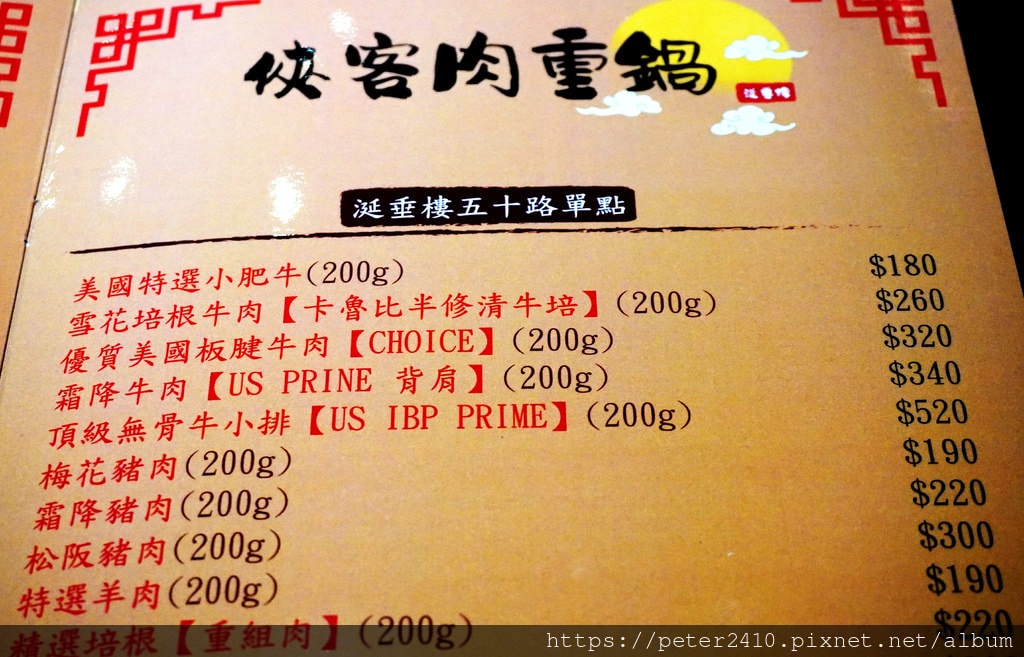 俠客肉重鍋
涎垂樓五十路單點
美國特選小肥牛(200g) $180
雪花培根牛肉【卡魯比半修清牛培】(200g) $260
優質美國板腱牛肉【CHOICE】(200g) $320
霜降牛肉【US PRINE 背肩】(200g) $340
頂級無骨牛小排【US IBP PRIME】(200g) $520
梅花豬肉(200g) $190
霜降豬肉(200g) $220
松阪豬肉(200g) $300
特選羊肉(200g) $190
精選培根【重組肉】(200g) $220
https://peter2410.pixnet.net/album